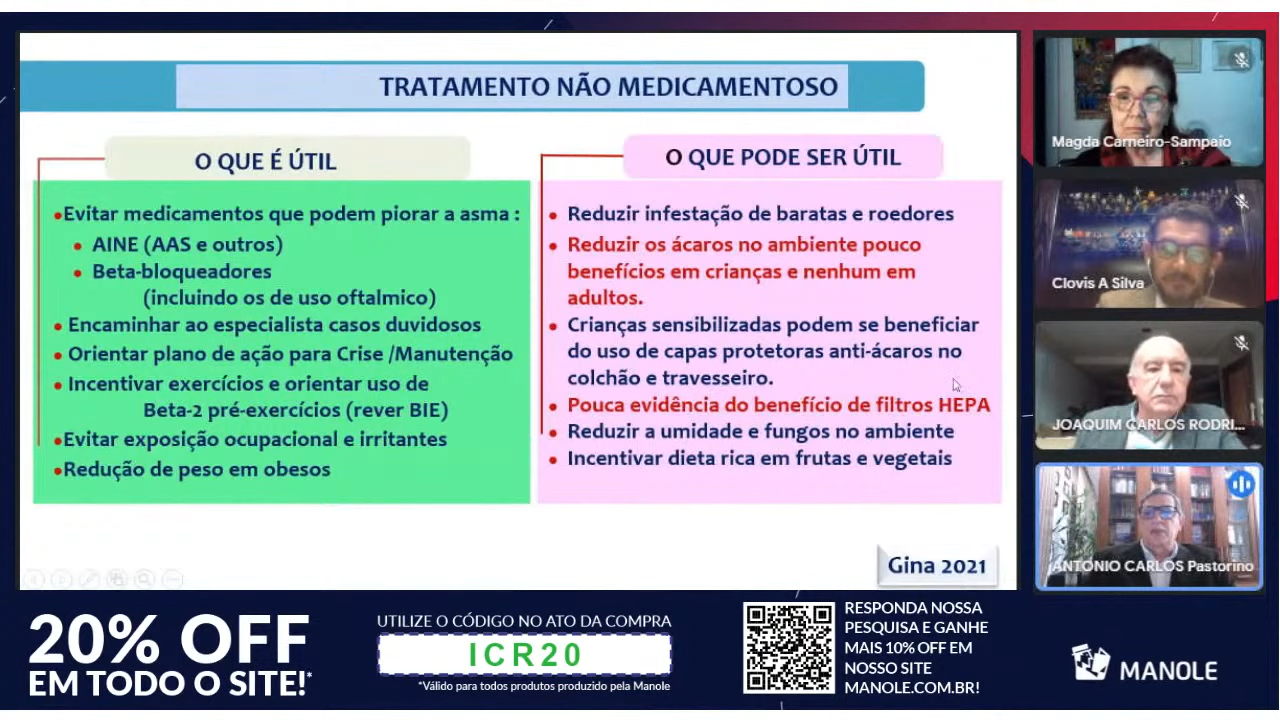 TRATAMENTO NÃO MEDICAMENTOSO
O QUE É ÚTIL
•Evitar medicamentos que podem piorar a asma :
• AINE (AAS e outros)
• Beta-bloqueadores
(incluindo os de uso oftalmico)
• Encaminhar ao especialista casos duvidosos
• Orientar plano de ação para Crise /Manutenção
• Incentivar exercícios e orientar uso de
Beta-2 pré-exercícios (rever BIE)
•Evitar exposição ocupacional e irritantes
•Redução de peso em obesos
O QUE PODE SER ÚTIL
• Reduzir infestação de baratas e roedores
• Reduzir os ácaros no ambiente pouco
benefícios em crianças e nenhum em
adultos.
• Crianças sensibilizadas podem se beneficiar
do uso de capas protetoras anti-ácaros no
colchão e travesseiro.
• Pouca evidência do benefício de filtros HEPA
• Reduzir a umidade e fungos no ambiente
• Incentivar dieta rica em frutas e vegetais
Gina 2021
Magda Carneiro-Sampaio
Clovis A Silva
JOAQUIM CARLOS RODRI...
ANTONIO CARLOS Pastorino
20% OFF
EM TODO O SITE!*
UTILIZE O CÓDIGO NO ATO DA COMPRA
ICR20
*Válido para todos produtos produzido pela Manole
RESPONDA NOSSA
PESQUISA E GANHE
MAIS 10% OFF EM
NOSSO SITE
MANOLE.COM.BR!
MANOLE